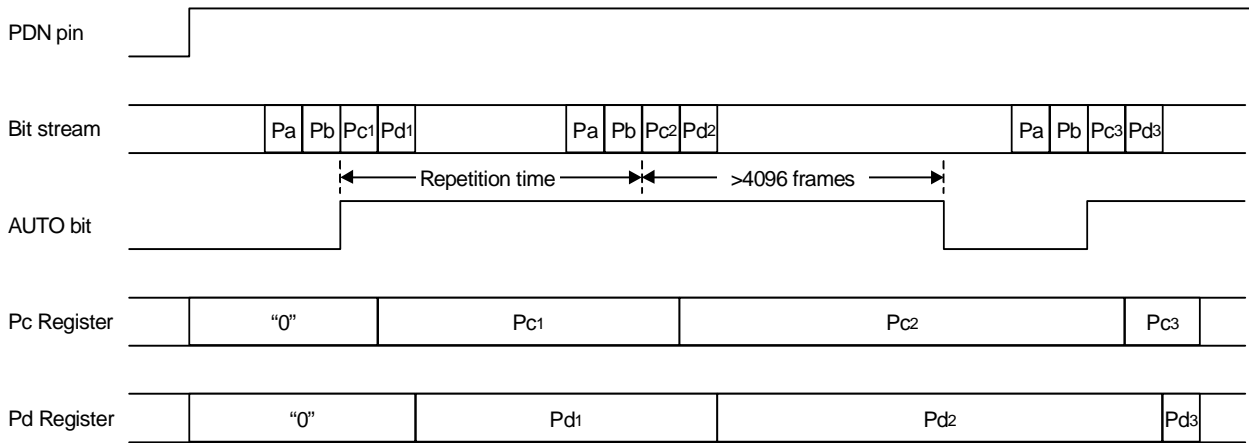 PDN pin
Bit stream Pa Pb Pc1 Pd1 Pa Pb Pc2 Pd2 Pa Pb Pc3 Pd3
Repetition time >4096 frames
AUTO bit
Pc Register “0” Pc1 Pc2 Pc3
Pd Register “0” Pd1 Pd2 Pd3